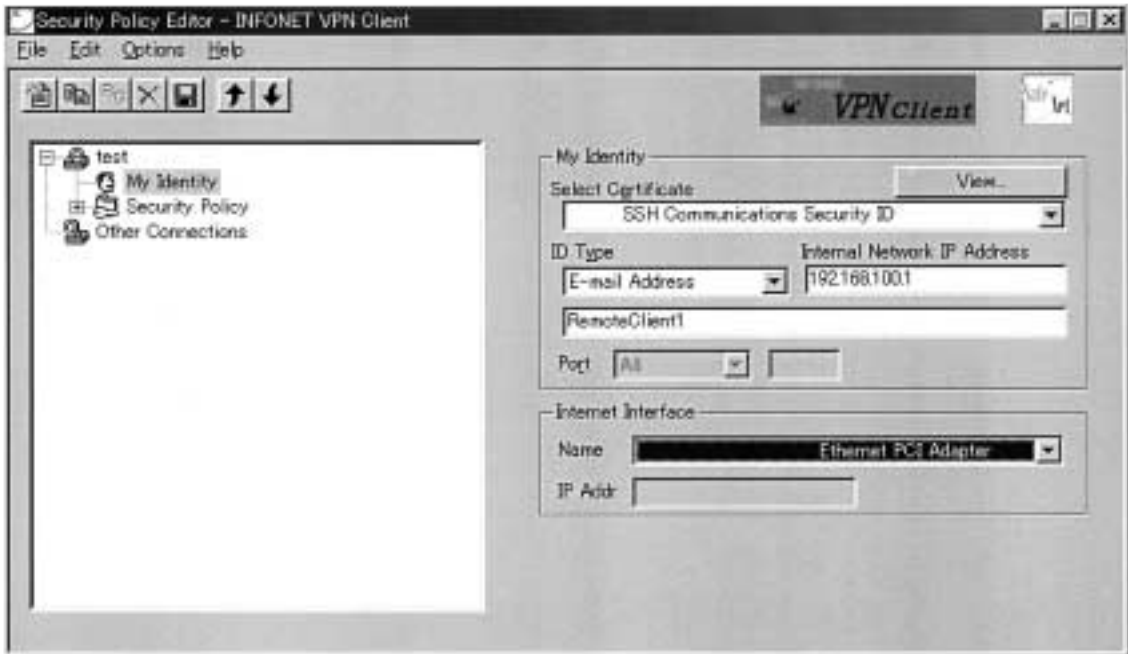 Security Policy Editor - INFONET VPN Client
File Edit Options Help
VPN Client
test
My Identity
Security Policy
Other Connections
My Identity
Select Certificate
View...
SSH Communications Security ID
ID Type
Internal Network IP Address
E-mail Address
192.168.100.1
RemoteClient1
Port
All
Internet Interface
Name
Ethernet PCI Adapter
IP Addr